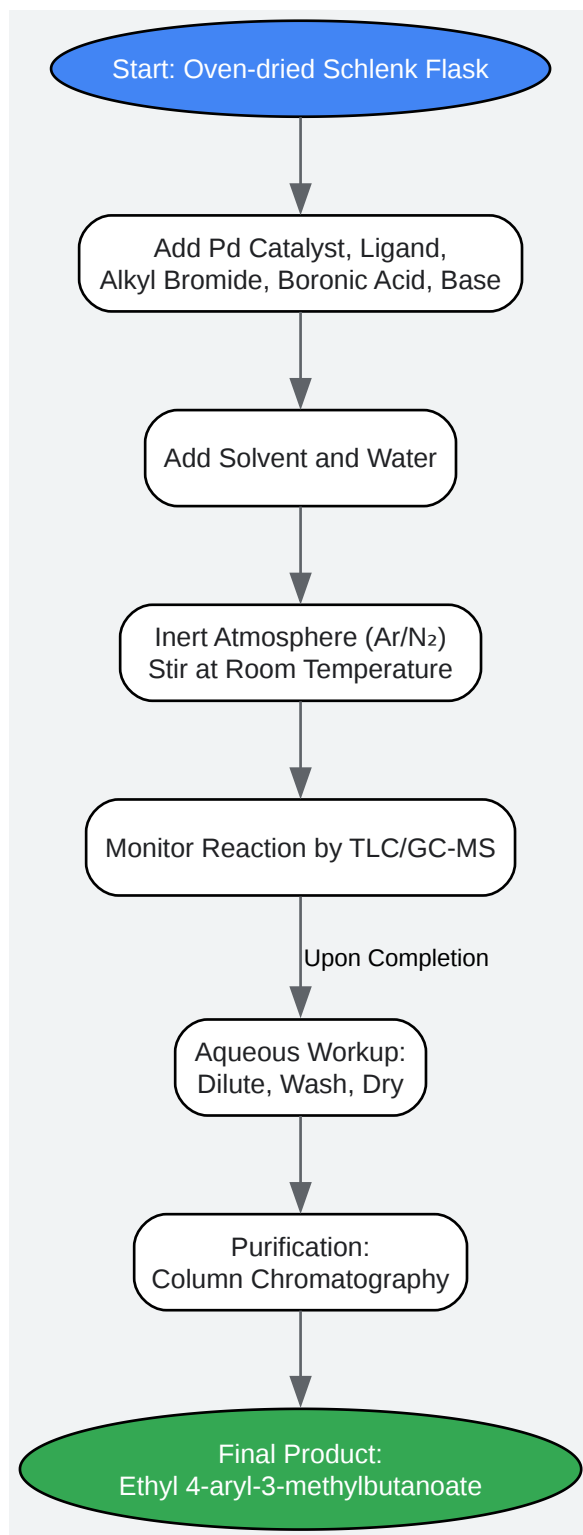 Start: Oven-dried Schlenk Flask
Add Pd Catalyst, Ligand,
Alkyl Bromide, Boronic Acid, Base
Add Solvent and Water
Inert Atmosphere (Ar/N₂)
Stir at Room Temperature
Monitor Reaction by TLC/GC-MS
Upon Completion
Aqueous Workup:
Dilute, Wash, Dry
Purification:
Column Chromatography
Final Product:
Ethyl 4-aryl-3-methylbutanoate